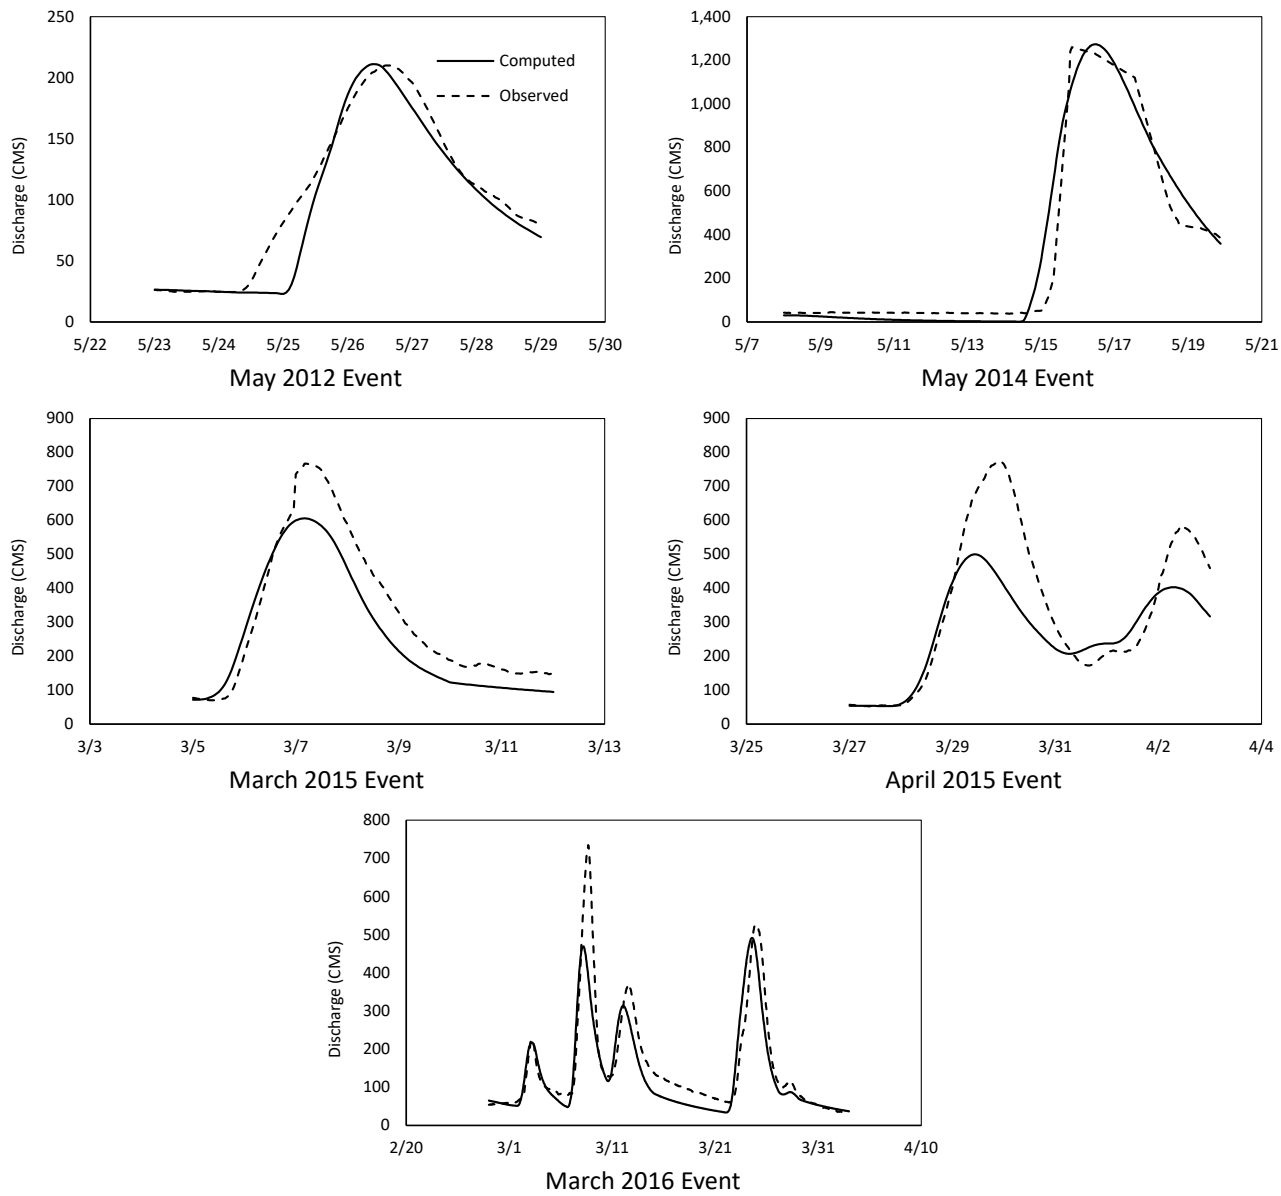 250
200
150
100
50
0
Discharge (CMS)
Computed
Observed
5/22 5/23 5/24 5/25 5/26 5/27 5/28 5/29 5/30
May 2012 Event
1,400
1,200
1,000
800
600
400
200
0
Discharge (CMS)
5/7 5/9 5/11 5/13 5/15 5/17 5/19 5/21
May 2014 Event
900
800
700
600
500
400
300
200
100
0
Discharge (CMS)
3/3 3/5 3/7 3/9 3/11 3/13
March 2015 Event
900
800
700
600
500
400
300
200
100
0
Discharge (CMS)
3/25 3/27 3/29 3/31 4/2 4/4
April 2015 Event
800
700
600
500
400
300
200
100
0
Discharge (CMS)
2/20 3/1 3/11 3/21 3/31 4/10
March 2016 Event